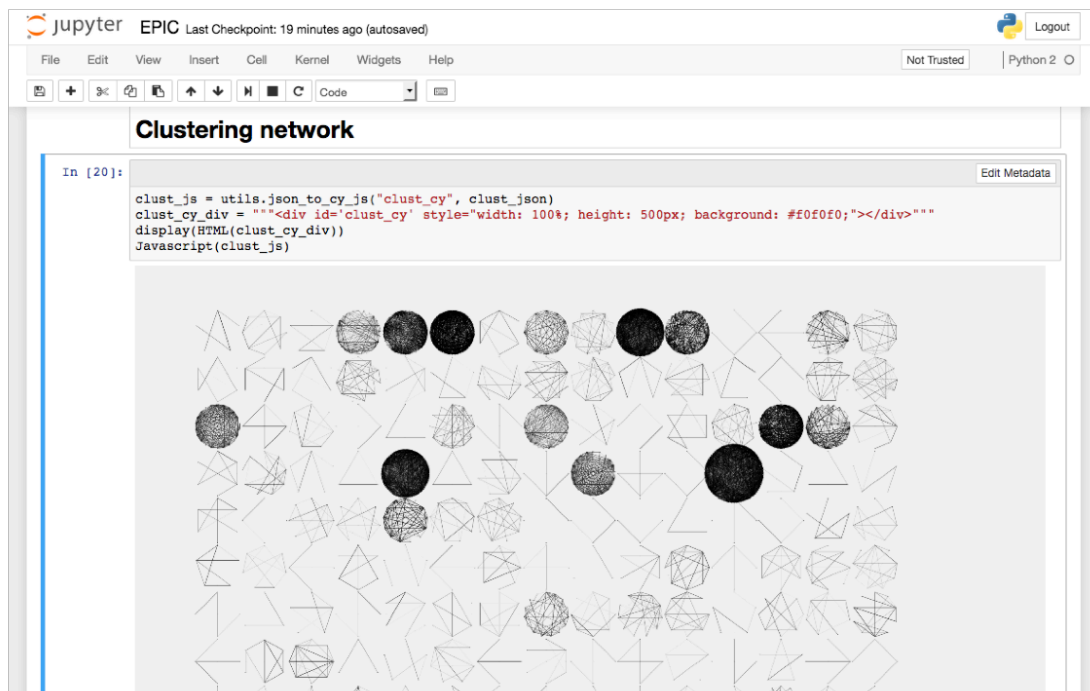 jupyter EPIC Last Checkpoint: 19 minutes ago (autosaved) Logout
File Edit View Insert Cell Kernel Widgets Help Not Trusted Python 2
Code
Clustering network
In [20]: Edit Metadata
clust_js = utils.json_to_cy_js("clust_cy", clust_json)
clust_cy_div = """<div id='clust_cy' style="width: 100%; height: 500px; background: #f0f0f0;"></div>"""
display(HTML(clust_cy_div))
Javascript(clust_js)